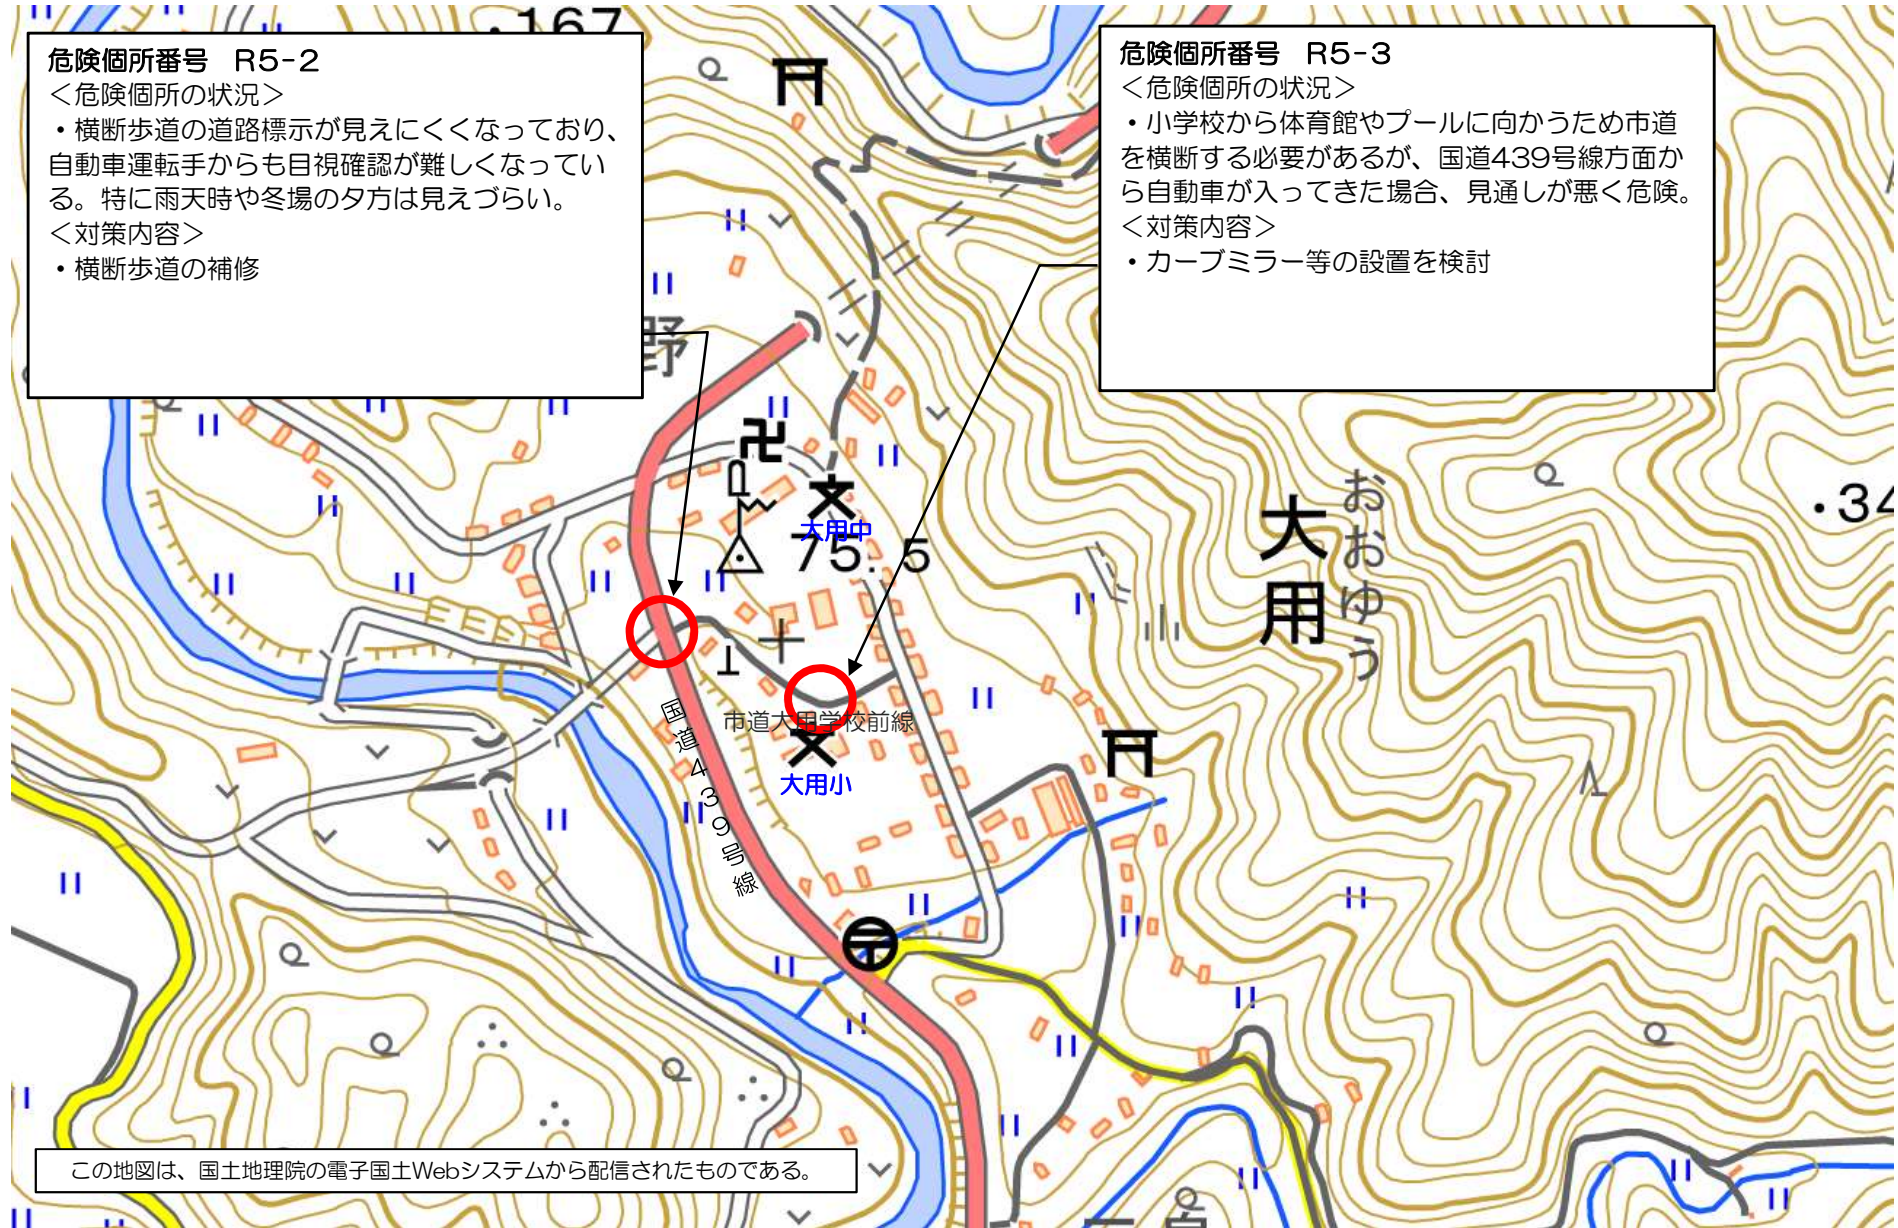 ・167
危険個所番号　R5-2
＜危険個所の状況＞
・横断歩道の道路標示が見えにくくなっており、
自動車運転手からも目視確認が難しくなってい
る。特に雨天時や冬場の夕方は見えづらい。
＜対策内容＞
・横断歩道の補修
危険個所番号　R5-3
＜危険個所の状況＞
・小学校から体育館やプールに向かうため市道
を横断する必要があるが、国道439号線方面か
ら自動車が入ってきた場合、見通しが悪く危険。
＜対策内容＞
・カーブミラー等の設置を検討
野
大用中
75.5
大用
おおゆう
・34
市道大用学校前線
大用小
国道439号線
この地図は、国土地理院の電子国土Webシステムから配信されたものである。